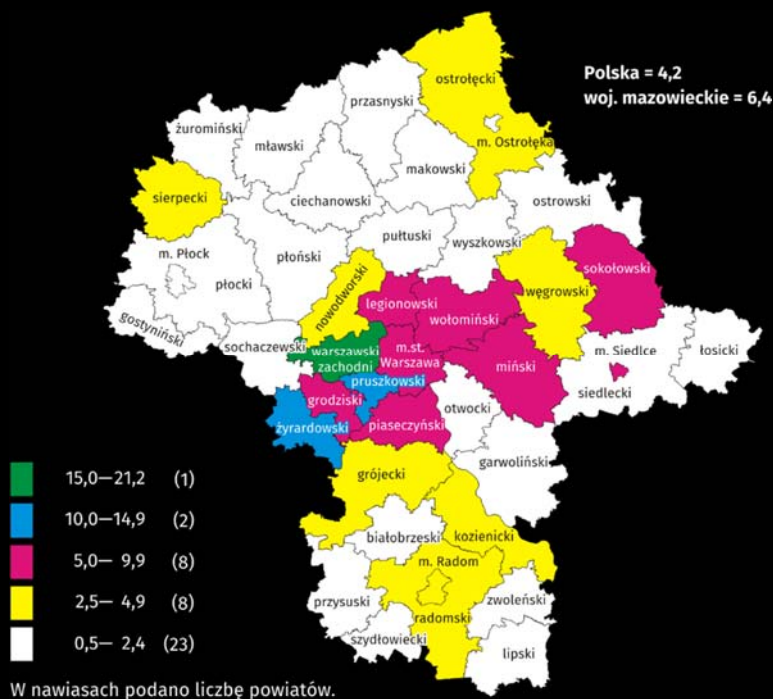 Polska = 4,2
woj. mazowieckie = 6,4
ostrołęcki
przasnyski
żuromiński
mławski
m. Ostrołęka
makowski
sierpecki
ciechanowski
ostrowski
pułtuski
wyszkowski
m. Płock
płoński
sokołowski
płocki
nowodworski
węgrowski
legionowski
wołomiński
gostyniński
sochaczewski
warszawski
zachodni
m.st.
Warszawa
m. Siedlce
łosicki
miński
pruszkowski
siedlecki
grodziski
otwocki
żyrardowski
piaseczyński
garwoliński
grójecki
białobrzeski
kozienicki
m. Radom
przysuski
zwoleński
radomski
szydłowiecki
lipski
15,0—21,2 (1)
10,0—14,9 (2)
5,0— 9,9 (8)
2,5— 4,9 (8)
0,5— 2,4 (23)
W nawiasach podano liczbę powiatów.